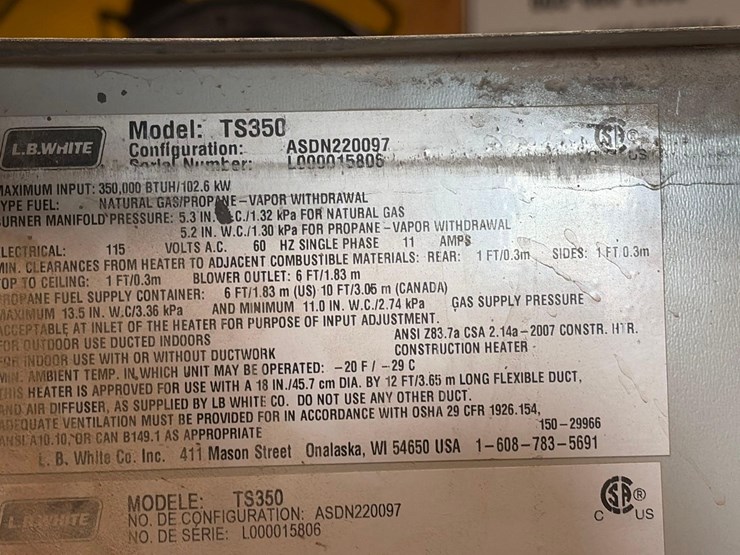 L.B.WHITE
Model: TS350
Configuration: ASDN220097
Serial Number: L000015806
CSA ®
C US
MAXIMUM INPUT: 350,000 BTUH/102.6 kW
TYPE FUEL: NATURAL GAS/PROPANE-VAPOR WITHDRAWAL
BURNER MANIFOLD PRESSURE: 5.3 IN. W.C./1.32 kPa FOR NATURAL GAS
5.2 IN. W.C./1.30 kPa FOR PROPANE-VAPOR WITHDRAWAL
ELECTRICAL: 115 VOLTS A.C. 60 HZ SINGLE PHASE 11 AMPS
MIN. CLEARANCES FROM HEATER TO ADJACENT COMBUSTIBLE MATERIALS: REAR: 1 FT/0.3m SIDES: 1 FT/0.3m
TOP TO CEILING: 1 FT/0.3m BLOWER OUTLET: 6 FT/1.83 m
PROPANE FUEL SUPPLY CONTAINER: 6 FT/1.83 m (US) 10 FT/3.05 m (CANADA)
MAXIMUM 13.5 IN. W.C/3.36 kPa AND MINIMUM 11.0 IN. W.C./2.74 kPa GAS SUPPLY PRESSURE
ACCEPTABLE AT INLET OF THE HEATER FOR PURPOSE OF INPUT ADJUSTMENT.
FOR OUTDOOR USE DUCTED INDOORS ANSI Z83.7a CSA 2.14a-2007 CONSTR. HTR.
FOR INDOOR USE WITH OR WITHOUT DUCTWORK CONSTRUCTION HEATER-
MIN. AMBIENT TEMP. IN WHICH UNIT MAY BE OPERATED: -20 F / -29 C
THIS HEATER IS APPROVED FOR USE WITH A 18 IN./45.7 cm DIA. BY 12 FT/3.65 m LONG FLEXIBLE DUCT,
AND AIR DIFFUSER, AS SUPPLIED BY LB WHITE CO. DO NOT USE ANY OTHER DUCT.
ADEQUATE VENTILATION MUST BE PROVIDED FOR IN ACCORDANCE WITH OSHA 29 CFR 1926.154,
ANSI A10.10, OR CAN B149.1 AS APPROPRIATE 150-29966
L. B. White Co. Inc. 411 Mason Street Onalaska, WI 54650 USA 1-608-783-5691
L.B.WHITE
MODELE: TS350
NO. DE CONFIGURATION: ASDN220097
NO. DE SÉRIE: L000015806
CSA ®
C US